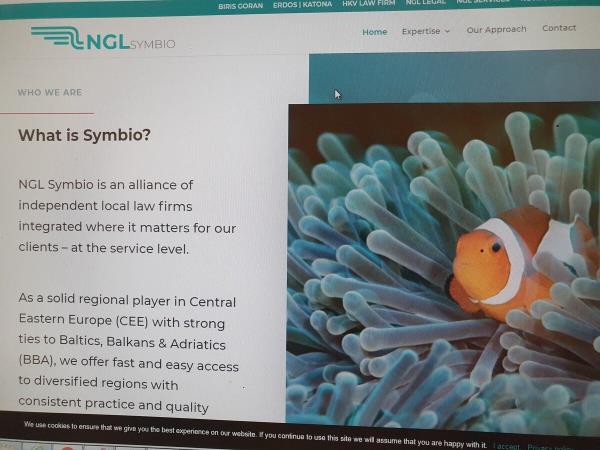 BIRIS GORAN ERDOS | KATONA HKV LAW FIRM NGL LEGAL NGL SERVICES
NGL SYMBIO
Home Expertise Our Approach Contact
WHO WE ARE
What is Symbio?
NGL Symbio is an alliance of
independent local law firms
integrated where it matters for our
clients – at the service level.
As a solid regional player in Central
Eastern Europe (CEE) with strong
ties to Baltics, Balkans & Adriatics
(BBA), we offer fast and easy access
to diversified regions with
consistent practice and quality
We use cookies to ensure that we give you the best experience on our website. If you continue to use this site we will assume that you are happy with it. I accept Privacy policy